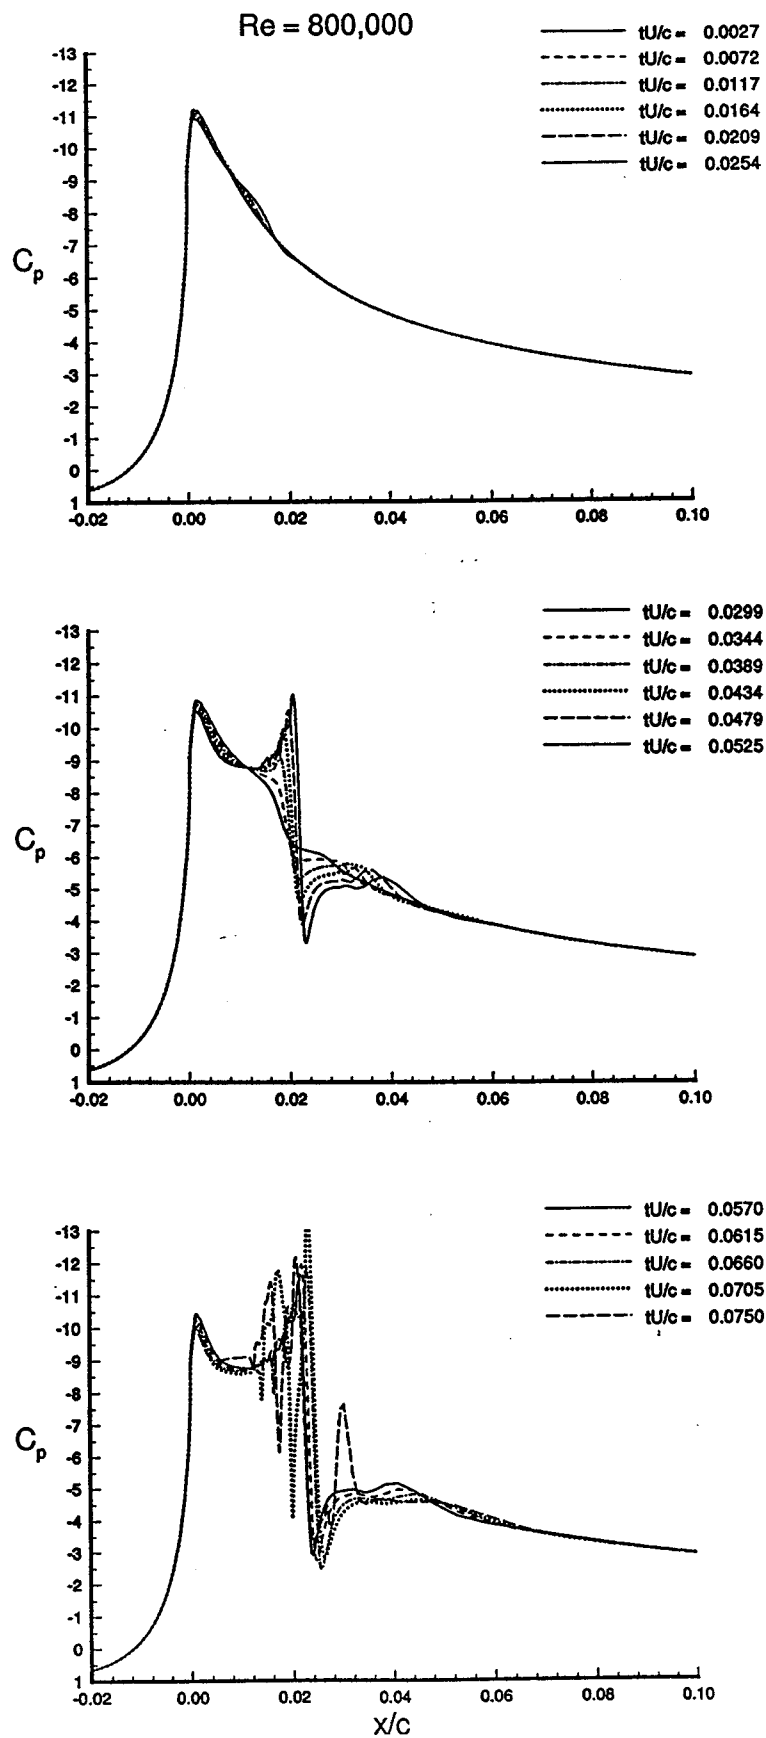 Re = 800,000
tU/c = 0.0027
tU/c = 0.0072
tU/c = 0.0117
tU/c = 0.0164
tU/c = 0.0209
tU/c = 0.0254
-13
-12
-11
-10
-9
-8
-7
-6
-5
-4
-3
-2
-1
0
1
Cp
-0.02 0.00 0.02 0.04 0.06 0.08 0.10
tU/c = 0.0299
tU/c = 0.0344
tU/c = 0.0389
tU/c = 0.0434
tU/c = 0.0479
tU/c = 0.0525
-13
-12
-11
-10
-9
-8
-7
-6
-5
-4
-3
-2
-1
0
1
Cp
-0.02 0.00 0.02 0.04 0.06 0.08 0.10
tU/c = 0.0570
tU/c = 0.0615
tU/c = 0.0660
tU/c = 0.0705
tU/c = 0.0750
-13
-12
-11
-10
-9
-8
-7
-6
-5
-4
-3
-2
-1
0
1
Cp
-0.02 0.00 0.02 0.04 0.06 0.08 0.10
x/c